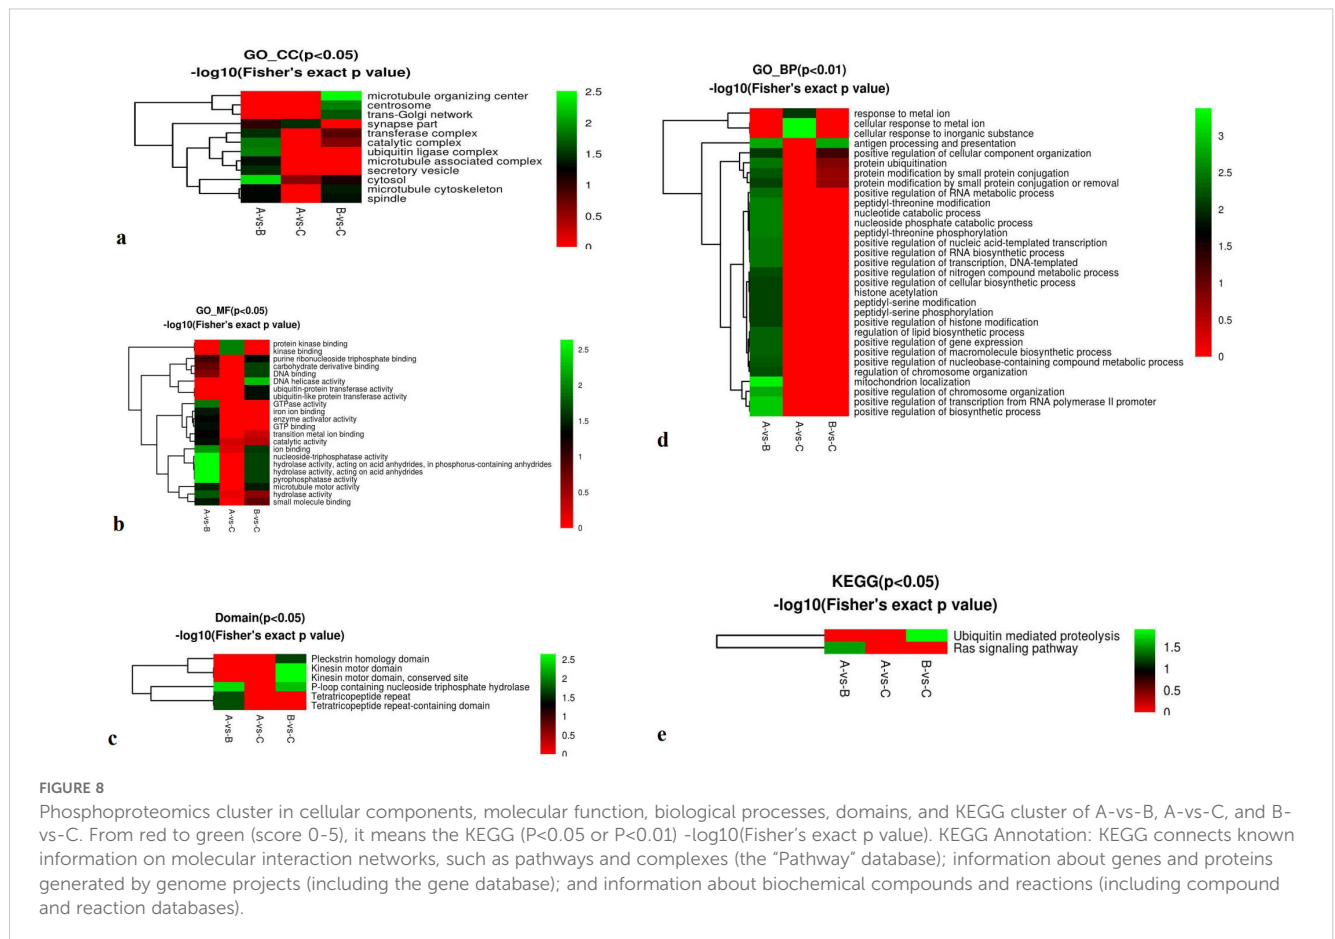 GO_CC(p<0.05)
-log10(Fisher's exact p value)
microtubule organizing center
centrosome
trans-Golgi network
synapse part
transferase complex
catalytic complex
ubiquitin ligase complex
microtubule associated complex
secretory vesicle
cytosol
microtubule cytoskeleton
spindle
2.5
2
1.5
1
0.5
0
A-vs-B
A-vs-C
B-vs-C
a
GO_MF(p<0.05)
-log10(Fisher's exact p value)
protein kinase binding
kinase binding
purine ribonucleoside triphosphate binding
carbohydrate derivative binding
DNA binding
DNA helicase activity
ubiquitin-protein transferase activity
ubiquitin-like protein transferase activity
GTPase activity
iron ion binding
enzyme activator activity
GTP binding
transition metal ion binding
catalytic activity
ion binding
nucleoside-triphosphatase activity
hydrolase activity, acting on acid anhydrides, in phosphorus-containing anhydrides
hydrolase activity, acting on acid anhydrides
pyrophosphatase activity
microtubule motor activity
hydrolase activity
small molecule binding
2.5
2
1.5
1
0.5
0
A-vs-B
A-vs-C
B-vs-C
b
Domain(p<0.05)
-log10(Fisher's exact p value)
Pleckstrin homology domain
Kinesin motor domain
Kinesin motor domain, conserved site
P-loop containing nucleoside triphosphate hydrolase
Tetratricopeptide repeat
Tetratricopeptide repeat-containing domain
2.5
2
1.5
1
0.5
0
A-vs-B
A-vs-C
B-vs-C
c
GO_BP(p<0.01)
-log10(Fisher's exact p value)
response to metal ion
cellular response to metal ion
cellular response to inorganic substance
antigen processing and presentation
positive regulation of cellular component organization
protein ubiquitination
protein modification by small protein conjugation
protein modification by small protein conjugation or removal
positive regulation of RNA metabolic process
peptidyl-threonine modification
nucleotide catabolic process
nucleoside phosphate catabolic process
peptidyl-threonine phosphorylation
positive regulation of nucleic acid-templated transcription
positive regulation of RNA biosynthetic process
positive regulation of transcription, DNA-templated
positive regulation of nitrogen compound metabolic process
positive regulation of cellular biosynthetic process
histone acetylation
peptidyl-serine modification
peptidyl-serine phosphorylation
positive regulation of histone modification
regulation of lipid biosynthetic process
positive regulation of gene expression
positive regulation of macromolecule biosynthetic process
positive regulation of nucleobase-containing compound metabolic process
regulation of chromosome organization
mitochondrion localization
positive regulation of chromosome organization
positive regulation of transcription from RNA polymerase II promoter
positive regulation of biosynthetic process
3
2.5
2
1.5
1
0.5
0
A-vs-B
A-vs-C
B-vs-C
d
KEGG(p<0.05)
-log10(Fisher's exact p value)
Ubiquitin mediated proteolysis
Ras signaling pathway
1.5
1
0.5
0
A-vs-B
A-vs-C
B-vs-C
e
FIGURE 8
Phosphoproteomics cluster in cellular components, molecular function, biological processes, domains, and KEGG cluster of A-vs-B, A-vs-C, and B-
vs-C. From red to green (score 0-5), it means the KEGG (P<0.05 or P<0.01) -log10(Fisher's exact p value). KEGG Annotation: KEGG connects known
information on molecular interaction networks, such as pathways and complexes (the "Pathway" database); information about genes and proteins
generated by genome projects (including the gene database); and information about biochemical compounds and reactions (including compound
and reaction databases).